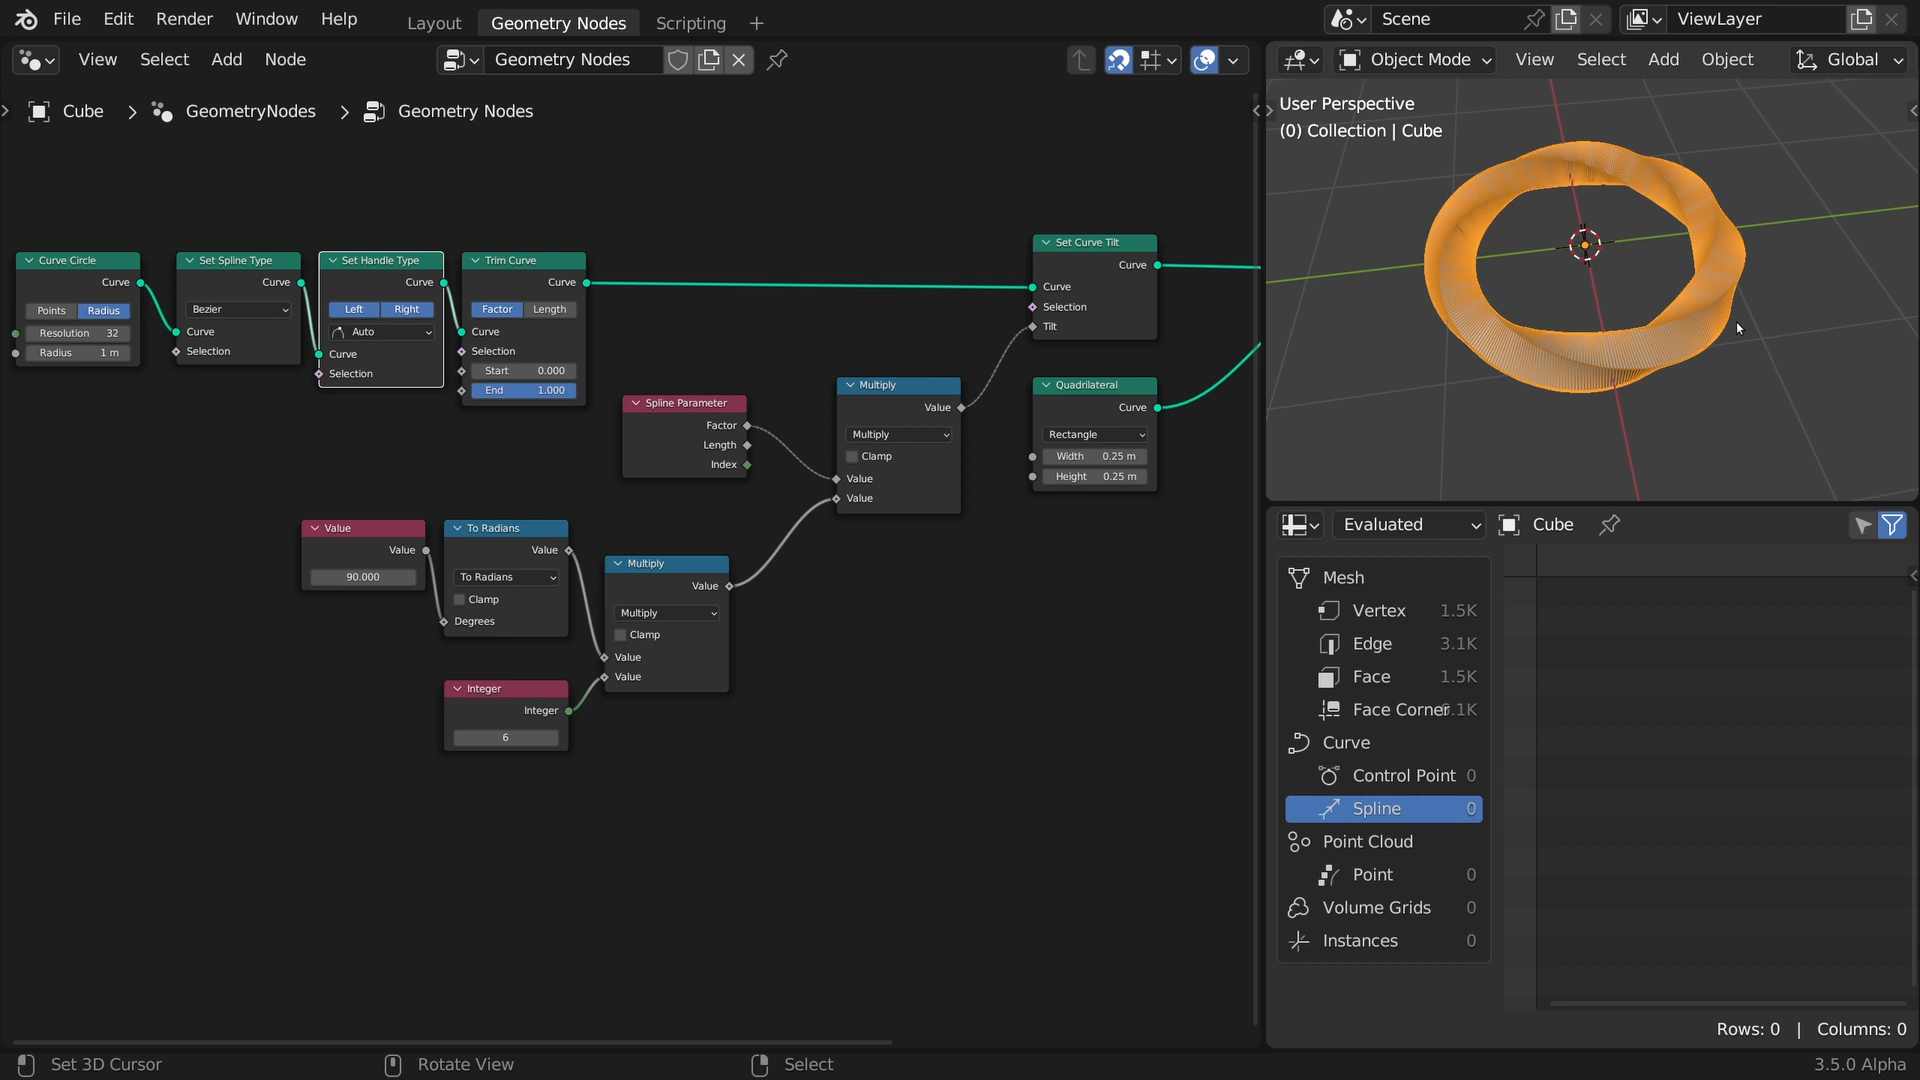 File Edit Render Window Help
Layout Geometry Nodes Scripting +
Scene
ViewLayer
View Select Add Node
Geometry Nodes
Object Mode
View Select Add Object
Global
Cube > GeometryNodes > Geometry Nodes
User Perspective
(0) Collection | Cube
Curve Circle
Curve
Points Radius
Resolution 32
Radius 1 m
Set Spline Type
Curve
Bezier
Curve
Selection
Set Handle Type
Curve
Left Right
Auto
Curve
Selection
Trim Curve
Curve
Factor Length
Curve
Selection
Start 0.000
End 1.000
Spline Parameter
Factor
Length
Index
Multiply
Value
Multiply
Clamp
Value
Value
Set Curve Tilt
Curve
Curve
Selection
Tilt
Quadrilateral
Curve
Rectangle
Width 0.25 m
Height 0.25 m
Value
Value
90.000
To Radians
Value
To Radians
Clamp
Degrees
Multiply
Value
Multiply
Clamp
Value
Value
Integer
Integer
6
Evaluated
Cube
Mesh
Vertex 1.5K
Edge 3.1K
Face 1.5K
Face Corner .1K
Curve
Control Point 0
Spline 0
Point Cloud
Point 0
Volume Grids 0
Instances 0
Rows: 0 | Columns: 0
Set 3D Cursor
Rotate View
Select
3.5.0 Alpha